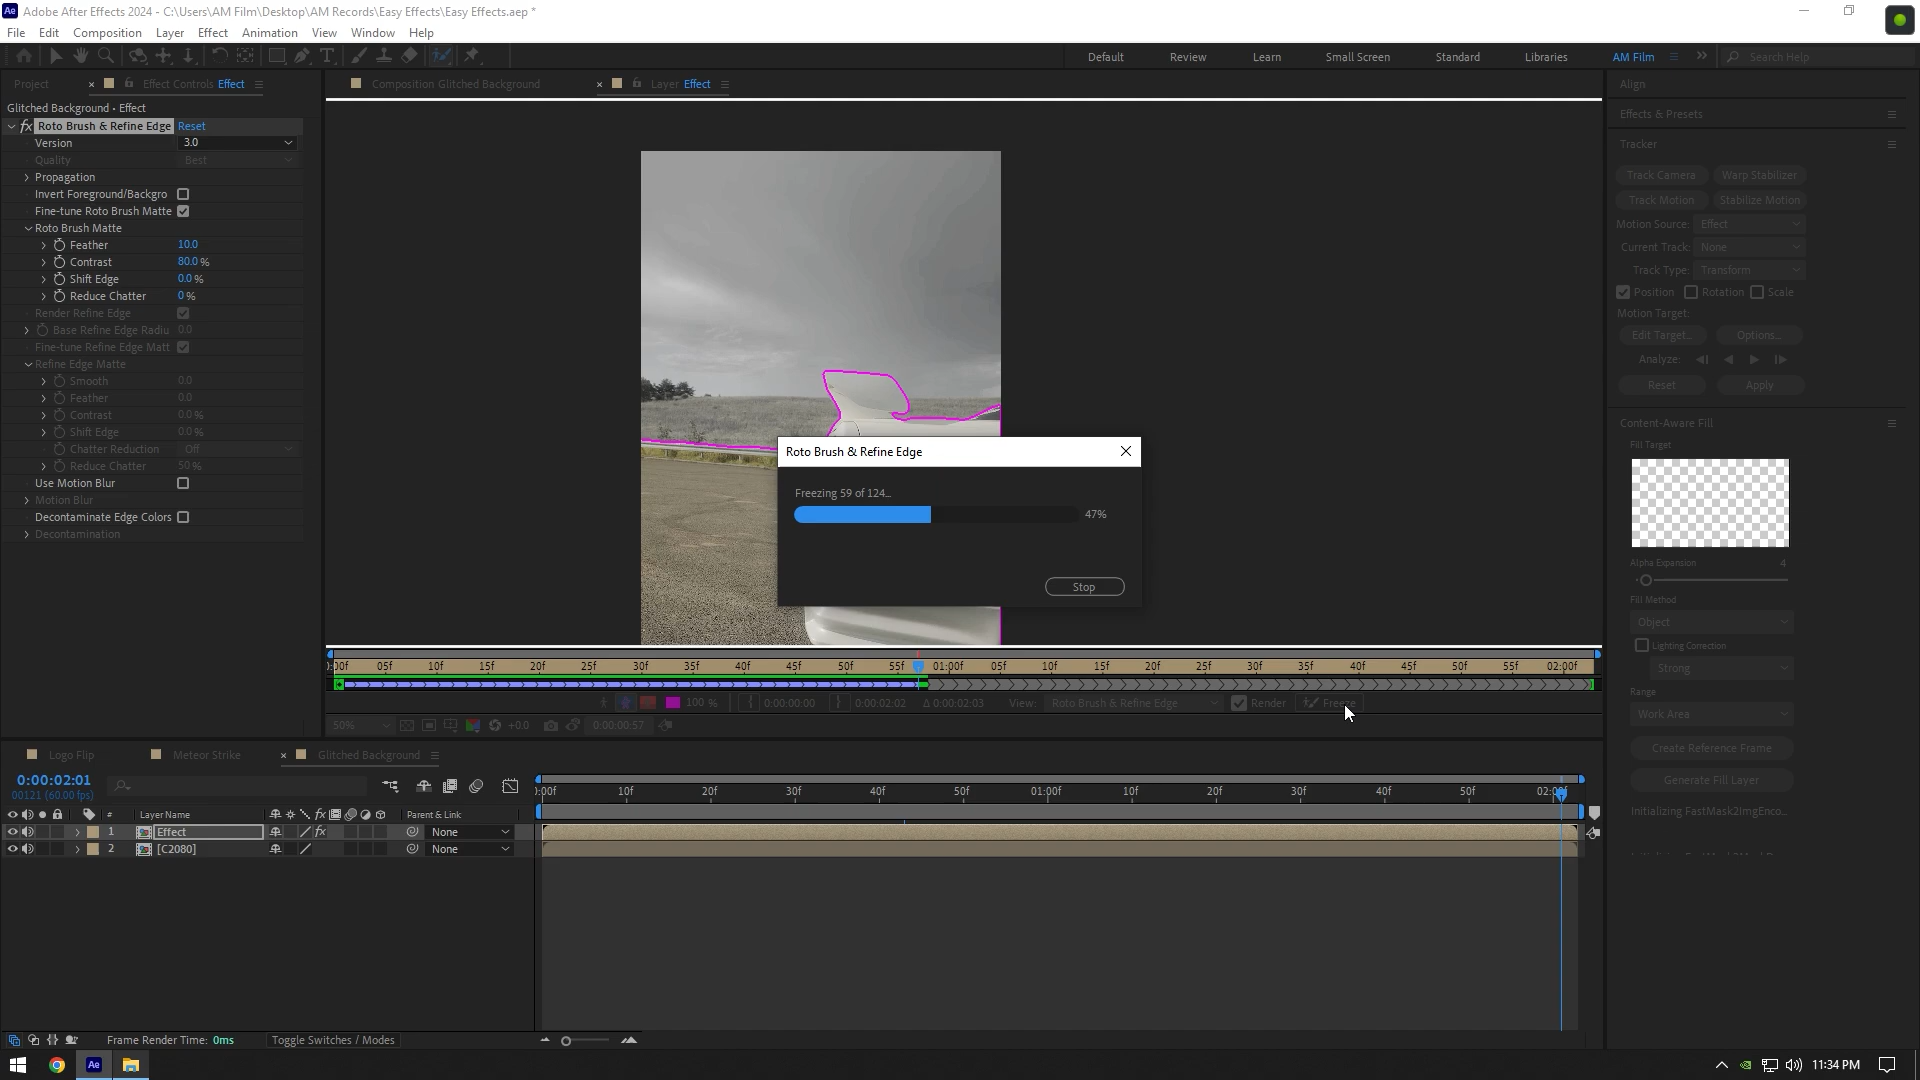 Adobe After Effects 2024 - C:\Users\AM Film\Desktop\AM Records\Easy Effects\Easy Effects.aep *
File Edit Composition Layer Effect Animation View Window Help
Default Review Learn Small Screen Standard Libraries AM Film Search Help
Project Effect Controls Effect
Composition Glitched Background Layer Effect
Glitched Background • Effect
Roto Brush & Refine Edge Reset
Version 3.0
Quality Best
Propagation
Invert Foreground/Backgro
Fine-tune Roto Brush Matte
Roto Brush Matte
Feather 10.0
Contrast 80.0 %
Shift Edge 0.0 %
Reduce Chatter 0 %
Render Refine Edge
Base Refine Edge Radiu 0.0
Fine-tune Refine Edge Matt
Refine Edge Matte
Smooth 0.0
Feather 0.0
Contrast 0.0 %
Shift Edge 0.0 %
Chatter Reduction Off
Reduce Chatter 50 %
Use Motion Blur
Motion Blur
Decontaminate Edge Colors
Decontamination
Roto Brush & Refine Edge
Freezing 59 of 124...
47%
Stop
):00f 05f 10f 15f 20f 25f 30f 35f 40f 45f 50f 55f 01:00f 05f 10f 15f 20f 25f 30f 35f 40f 45f 50f 55f 02:00f
100 % 0:00:00:00 0:00:02:02 Δ 0:00:02:03 View: Roto Brush & Refine Edge Render Freeze
50% +0.0 0:00:00:57
Align
Effects & Presets
Tracker
Track Camera Warp Stabilizer
Track Motion Stabilize Motion
Motion Source: Effect
Current Track: None
Track Type: Transform
Position Rotation Scale
Motion Target:
Edit Target... Options...
Analyze:
Reset Apply
Content-Aware Fill
Fill Target
Alpha Expansion 4
Fill Method
Object
Lighting Correction
Strong
Range
Work Area
Create Reference Frame
Generate Fill Layer
Initializing FastMask2ImgEnco...
Logo Flip Meteor Strike Glitched Background
0:00:02:01
00121 (60.00 fps)
):00f 10f 20f 30f 40f 50f 01:00f 10f 20f 30f 40f 50f 02:00f
# Layer Name Parent & Link
1 Effect None
2 [C2080] None
Frame Render Time: 0ms Toggle Switches / Modes
11:34 PM